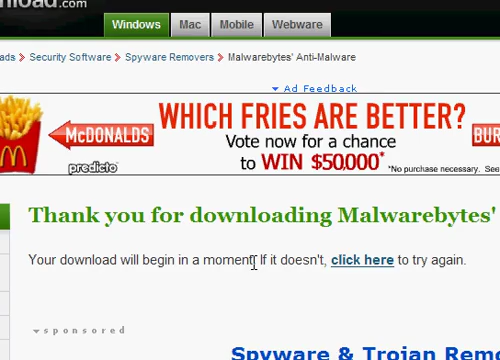 nload.com
Windows Mac Mobile Webware
ads > Security Software > Spyware Removers > Malwarebytes' Anti-Malware
Ad Feedback
WHICH FRIES ARE BETTER?
McDONALDS
BUR
Vote now for a chance
to WIN $50,000*
predicto
*No purchase necessary. See
Thank you for downloading Malwarebytes'
Your download will begin in a moment. If it doesn't, click here to try again.
sponsored
Spyware & Trojan Remo